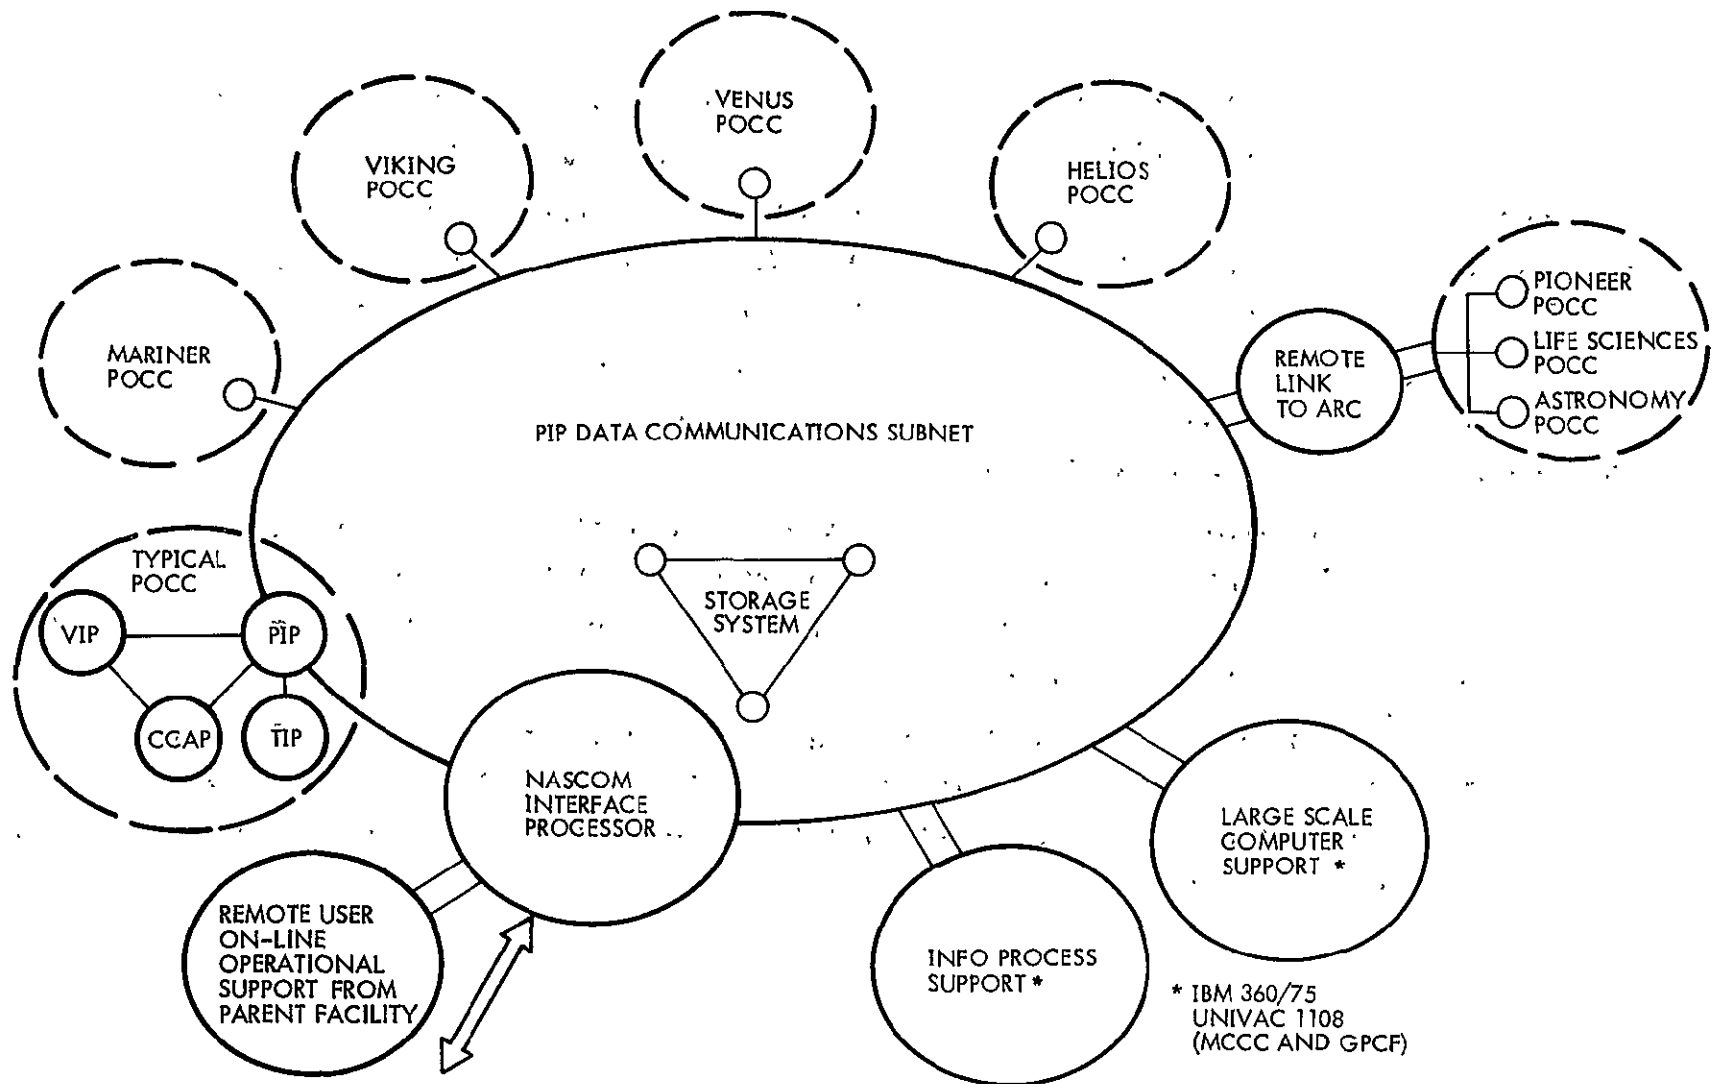 VENUS
POCC
VIKING
POCC
HELIOS
POCC
MARINER
POCC
PIONEER
POCC
LIFE SCIENCES
POCC
ASTRONOMY
POCC
REMOTE
LINK
TO ARC
PIP DATA COMMUNICATIONS SUBNET
TYPICAL
POCC
VIP
PIP
CCAP
TIP
STORAGE
SYSTEM
NASCOM
INTERFACE
PROCESSOR
LARGE SCALE
COMPUTER
SUPPORT *
REMOTE USER
ON-LINE
OPERATIONAL
SUPPORT FROM
PARENT FACILITY
INFO PROCESS
SUPPORT *
* IBM 360/75
UNIVAC 1108
(MCCC AND GPCF)